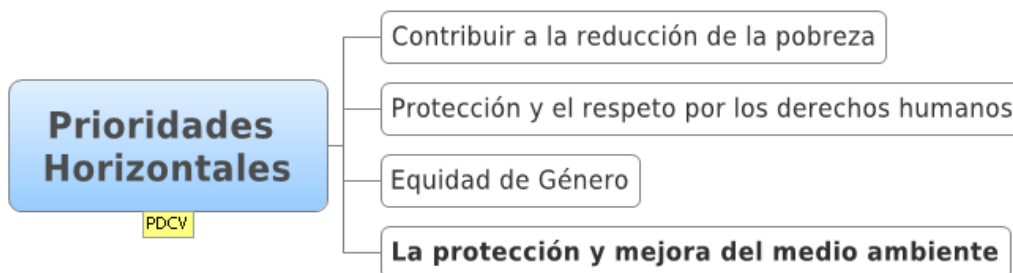 Prioridades
Horizontales
PDCV
Contribuir a la reducción de la pobreza
Protección y el respeto por los derechos humanos
Equidad de Género
La protección y mejora del medio ambiente